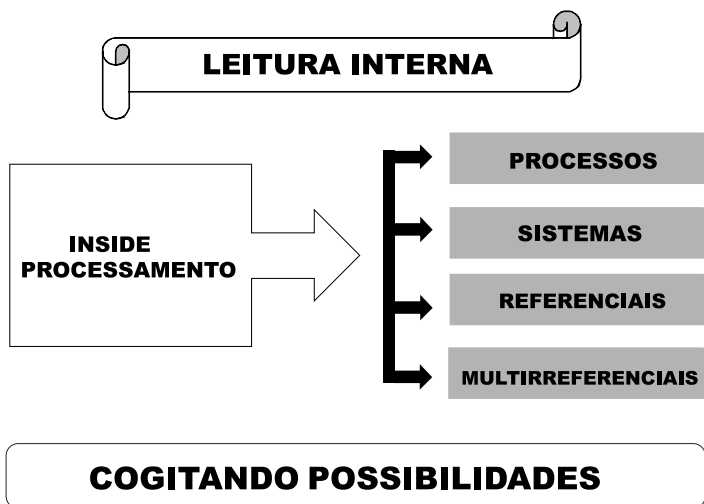 LEITURA INTERNA
INSIDE
PROCESSAMENTO
PROCESSOS
SISTEMAS
REFERENCIAIS
MULTIRREFERENCIAIS
COGITANDO POSSIBILIDADES